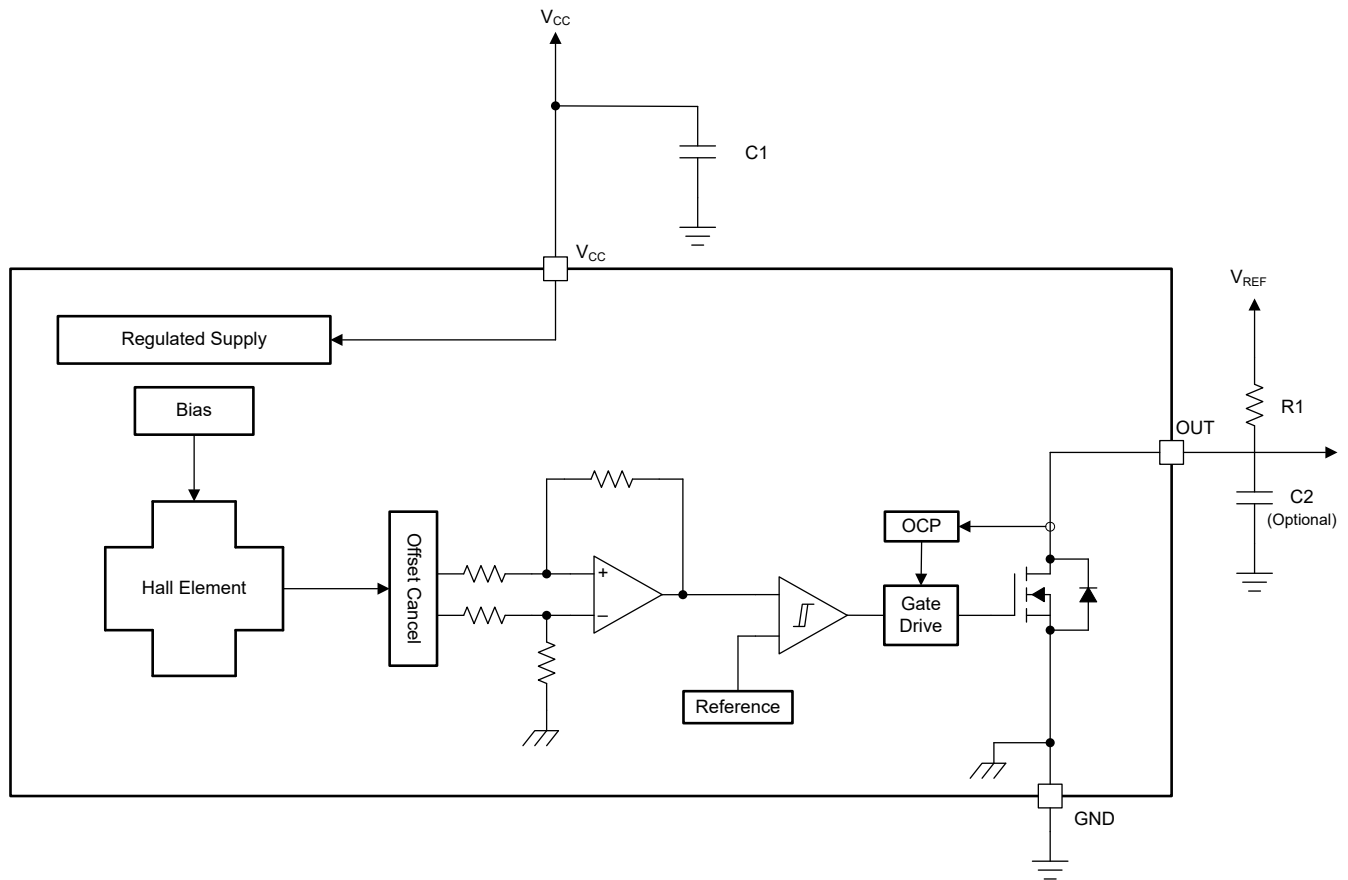 VCC
C1
VCC
Regulated Supply
VREF
Bias
R1
OUT
C2
(Optional)
OCP
Offset Cancel
Hall Element
+
−
Gate
Drive
Reference
GND